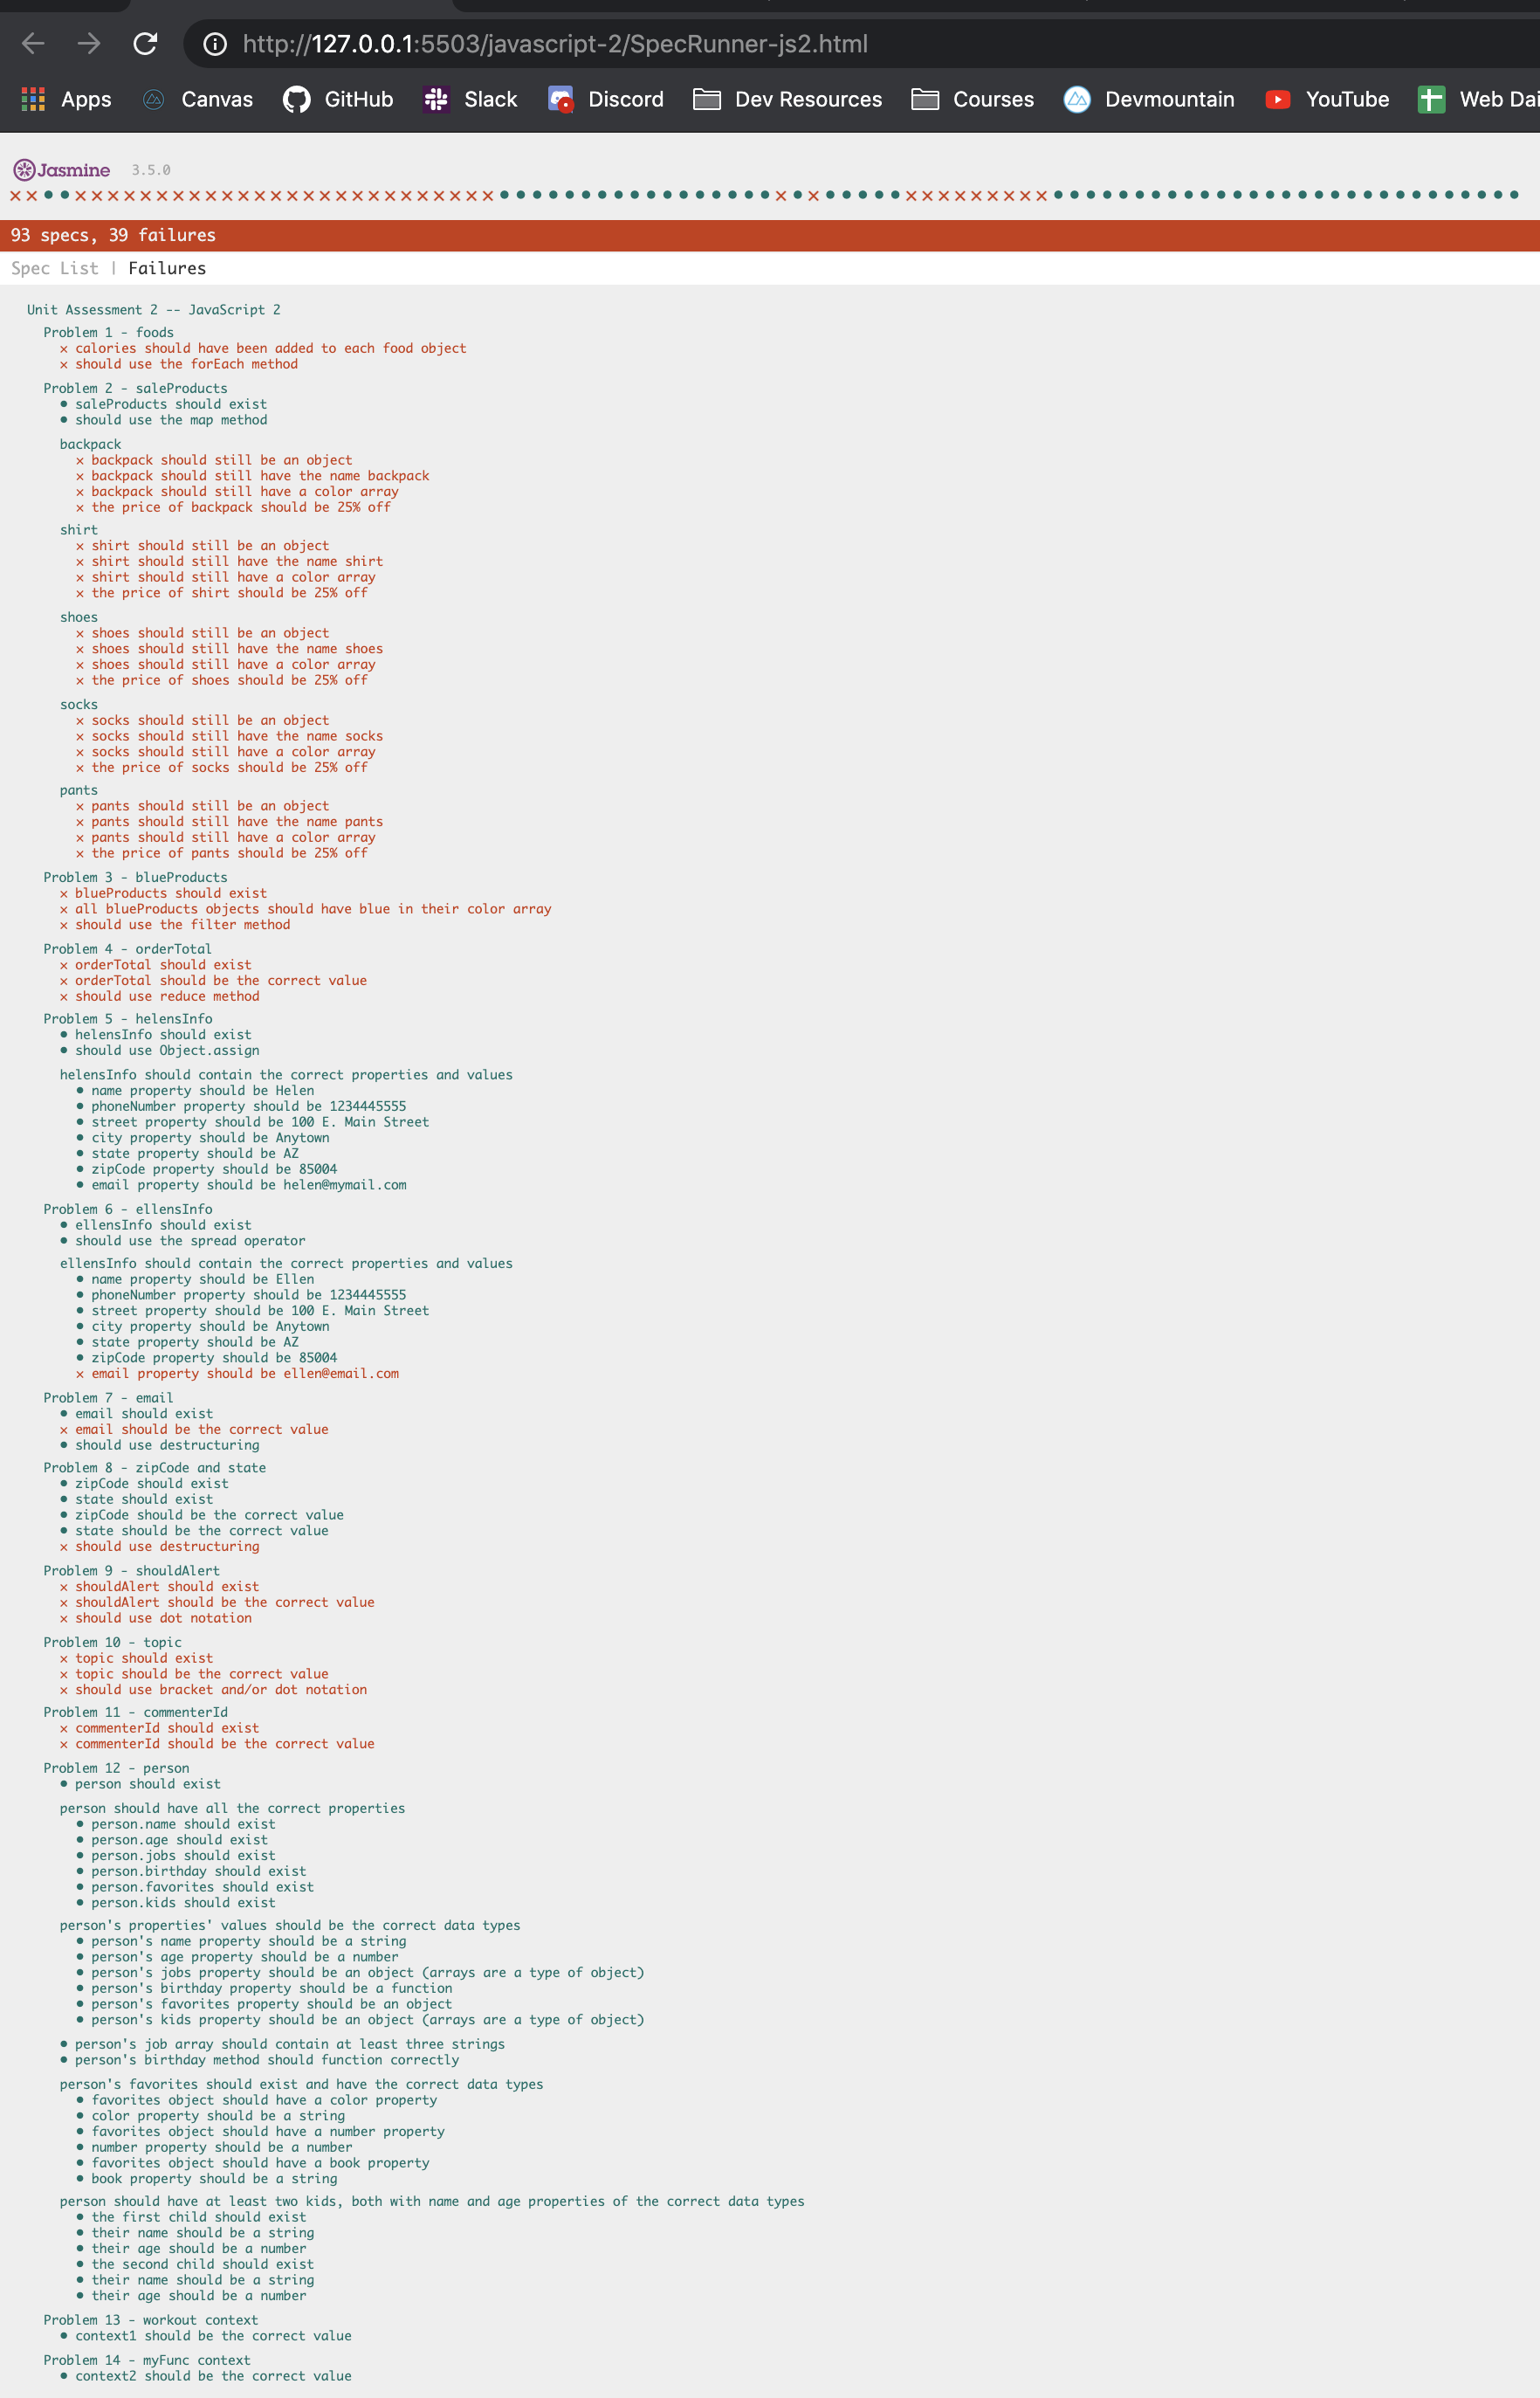 http://127.0.0.1:5503/javascript-2/SpecRunner-js2.html
Apps Canvas GitHub Slack Discord Dev Resources Courses Devmountain YouTube Web Dai
Jasmine 3.5.0
93 specs, 39 failures
Spec List | Failures
Unit Assessment 2 -- JavaScript 2
Problem 1 - foods
× calories should have been added to each food object
× should use the forEach method
Problem 2 - saleProducts
• saleProducts should exist
• should use the map method
backpack
× backpack should still be an object
× backpack should still have the name backpack
× backpack should still have a color array
× the price of backpack should be 25% off
shirt
× shirt should still be an object
× shirt should still have the name shirt
× shirt should still have a color array
× the price of shirt should be 25% off
shoes
× shoes should still be an object
× shoes should still have the name shoes
× shoes should still have a color array
× the price of shoes should be 25% off
socks
× socks should still be an object
× socks should still have the name socks
× socks should still have a color array
× the price of socks should be 25% off
pants
× pants should still be an object
× pants should still have the name pants
× pants should still have a color array
× the price of pants should be 25% off
Problem 3 - blueProducts
× blueProducts should exist
× all blueProducts objects should have blue in their color array
× should use the filter method
Problem 4 - orderTotal
× orderTotal should exist
× orderTotal should be the correct value
× should use reduce method
Problem 5 - helensInfo
• helensInfo should exist
• should use Object.assign
helensInfo should contain the correct properties and values
• name property should be Helen
• phoneNumber property should be 1234445555
• street property should be 100 E. Main Street
• city property should be Anytown
• state property should be AZ
• zipCode property should be 85004
• email property should be helen@mymail.com
Problem 6 - ellensInfo
• ellensInfo should exist
• should use the spread operator
ellensInfo should contain the correct properties and values
• name property should be Ellen
• phoneNumber property should be 1234445555
• street property should be 100 E. Main Street
• city property should be Anytown
• state property should be AZ
• zipCode property should be 85004
× email property should be ellen@email.com
Problem 7 - email
• email should exist
× email should be the correct value
• should use destructuring
Problem 8 - zipCode and state
• zipCode should exist
• state should exist
• zipCode should be the correct value
• state should be the correct value
× should use destructuring
Problem 9 - shouldAlert
× shouldAlert should exist
× shouldAlert should be the correct value
× should use dot notation
Problem 10 - topic
× topic should exist
× topic should be the correct value
× should use bracket and/or dot notation
Problem 11 - commenterId
× commenterId should exist
× commenterId should be the correct value
Problem 12 - person
• person should exist
person should have all the correct properties
• person.name should exist
• person.age should exist
• person.jobs should exist
• person.birthday should exist
• person.favorites should exist
• person.kids should exist
person's properties' values should be the correct data types
• person's name property should be a string
• person's age property should be a number
• person's jobs property should be an object (arrays are a type of object)
• person's birthday property should be a function
• person's favorites property should be an object
• person's kids property should be an object (arrays are a type of object)
• person's job array should contain at least three strings
• person's birthday method should function correctly
person's favorites should exist and have the correct data types
• favorites object should have a color property
• color property should be a string
• favorites object should have a number property
• number property should be a number
• favorites object should have a book property
• book property should be a string
person should have at least two kids, both with name and age properties of the correct data types
• the first child should exist
• their name should be a string
• their age should be a number
• the second child should exist
• their name should be a string
• their age should be a number
Problem 13 - workout context
• context1 should be the correct value
Problem 14 - myFunc context
• context2 should be the correct value